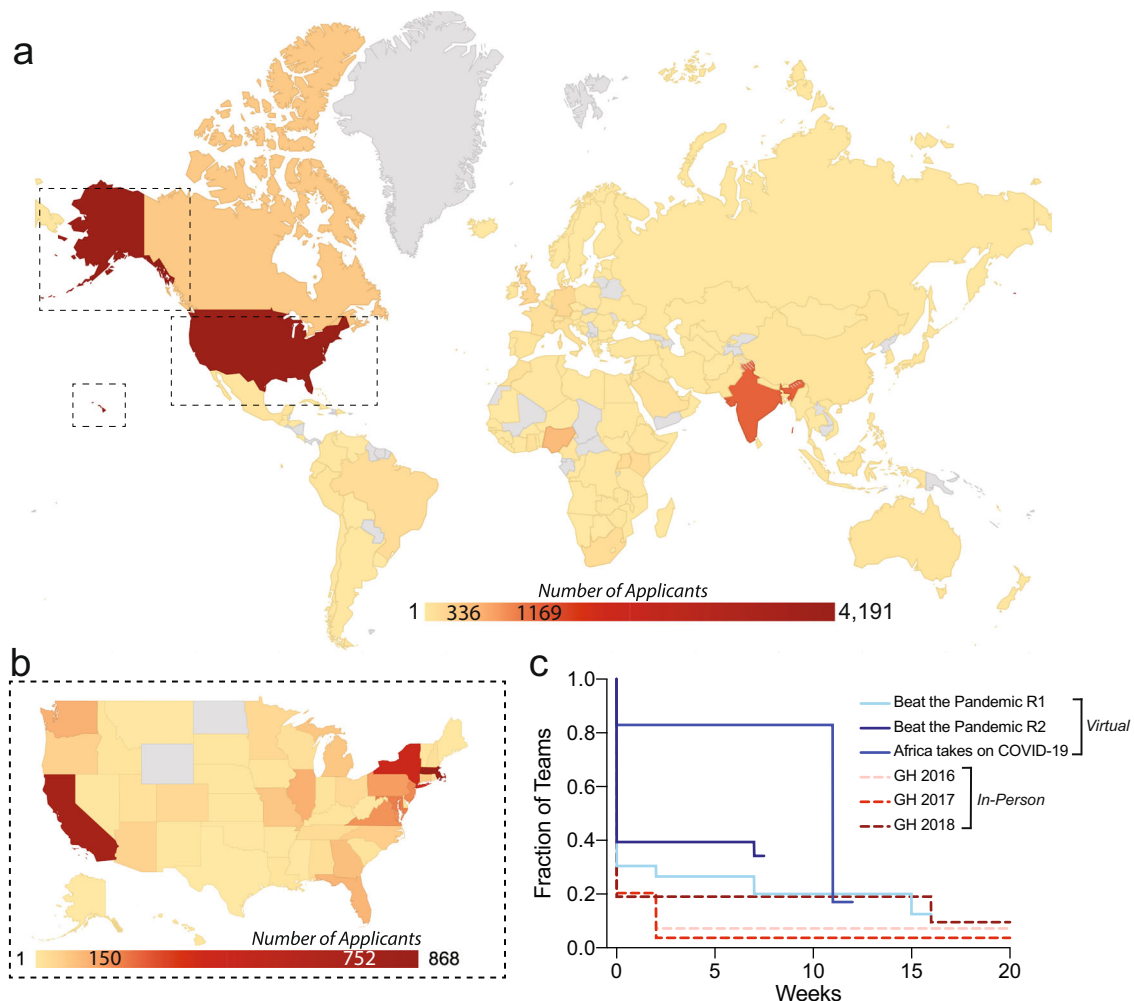 a
Number of Applicants
1 336 1169 4,191
b
Number of Applicants
1 150 752 868
c
1.0
0.8
0.6
0.4
0.2
0.0
Fraction of Teams
0 5 10 15 20
Weeks
Beat the Pandemic R1
Beat the Pandemic R2
Africa takes on COVID-19
Virtual
GH 2016
GH 2017
GH 2018
In-Person